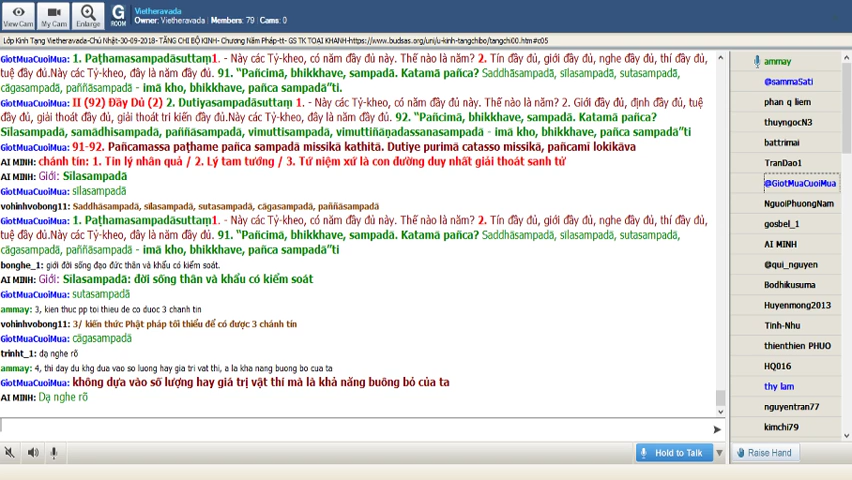 View Cam
My Cam
Enlarge
G
ROOM
Vietheravada
Owner: Vietheravada | Members: 79 | Cams: 0
Lớp Kinh Tạng Vietheravada-Chủ Nhật-30-09-2018- TĂNG CHI BỘ KINH- Chương Năm Pháp-tt- GS TK TOẠI KHANH-https://www.budsas.org/uni/u-kinh-tangchibo/tangchi00.htm#c05
GiotMuaCuoiMua: 1. Paṭhamasampadāsuttaṃ1. - Này các Tỷ-kheo, có năm đầy đủ này. Thế nào là năm? 2. Tín đầy đủ, giới đầy đủ, nghe đầy đủ, thí đầy đủ,
tuệ đầy đủ.Này các Tỷ-kheo, đây là năm đầy đủ. 91. “Pañcimā, bhikkhave, sampadā. Katamā pañca? Saddhāsampadā, sīlasampadā, sutasampadā,
cāgasampadā, paññāsampadā – imā kho, bhikkhave, pañca sampadā”ti.
GiotMuaCuoiMua: II (92) Ðầy Ðủ (2) 2. Dutiyasampadāsuttaṃ 1. - Này các Tỷ-kheo, có năm đầy đủ này. Thế nào là năm? 2. Giới đầy đủ, định đầy đủ, tuệ
đầy đủ, giải thoát đầy đủ, giải thoát tri kiến đầy đủ.Này các Tỷ-kheo, đây là năm đầy đủ. 92. “Pañcimā, bhikkhave, sampadā. Katamā pañca?
Sīlasampadā, samādhisampadā, paññāsampadā, vimuttisampadā, vimuttiñāṇadassanasampadā – imā kho, bhikkhave, pañca sampadā”ti
GiotMuaCuoiMua: 91-92. Pañcamassa paṭhame pañca sampadā missikā kathitā. Dutiye purimā catasso missikā, pañcamī lokikāva
AI MINH: chánh tín: 1. Tin lý nhân quả / 2. Lý tam tướng / 3. Tứ niệm xứ là con đường duy nhất giải thoát sanh tử
AI MINH: Giới: Sīlasampadā
GiotMuaCuoiMua: sīlasampadā
vohinhvobong11: Saddhāsampadā, sīlasampadā, sutasampadā, cāgasampadā, paññāsampadā
GiotMuaCuoiMua: 1. Paṭhamasampadāsuttaṃ1. - Này các Tỷ-kheo, có năm đầy đủ này. Thế nào là năm? 2. Tín đầy đủ, giới đầy đủ, nghe đầy đủ, thí đầy đủ,
tuệ đầy đủ.Này các Tỷ-kheo, đây là năm đầy đủ. 91. “Pañcimā, bhikkhave, sampadā. Katamā pañca? Saddhāsampadā, sīlasampadā, sutasampadā,
cāgasampadā, paññāsampadā – imā kho, bhikkhave, pañca sampadā”ti
bonghe_1: giới đời sống đạo đức thân và khẩu có kiểm soát.
AI MINH: Giới: Sīlasampadā: đời sống thân và khẩu có kiểm soát
GiotMuaCuoiMua: sutasampadā
ammay: 3, kien thuc pp toi thieu de co duoc 3 chanh tin
vohinhvobong11: 3/ kiến thức Phật pháp tối thiểu để có được 3 chánh tín
GiotMuaCuoiMua: cāgasampadā
trinht_1: dạ nghe rõ
ammay: 4, thi day du khg dua vao so luong hay gia tri vat thi, a la kha nang buong bo cua ta
GiotMuaCuoiMua: không dựa vào số lượng hay giá trị vật thí mà là khả năng buông bỏ của ta
AI MINH: Dạ nghe rõ
ammay
@sammaSati
phan q liem
thuyngocN3
battrimai
TranDao1
@GiotMuaCuoiMua
NguoiPhuongNam
gosbel_1
AI MINH
@qui_nguyen
Bodhikusuma
Huyenmong2013
Tinh-Nhu
thienthien PHUO
HQ016
thy lam
nguyentran77
kimchi79
Hold to Talk
Raise Hand